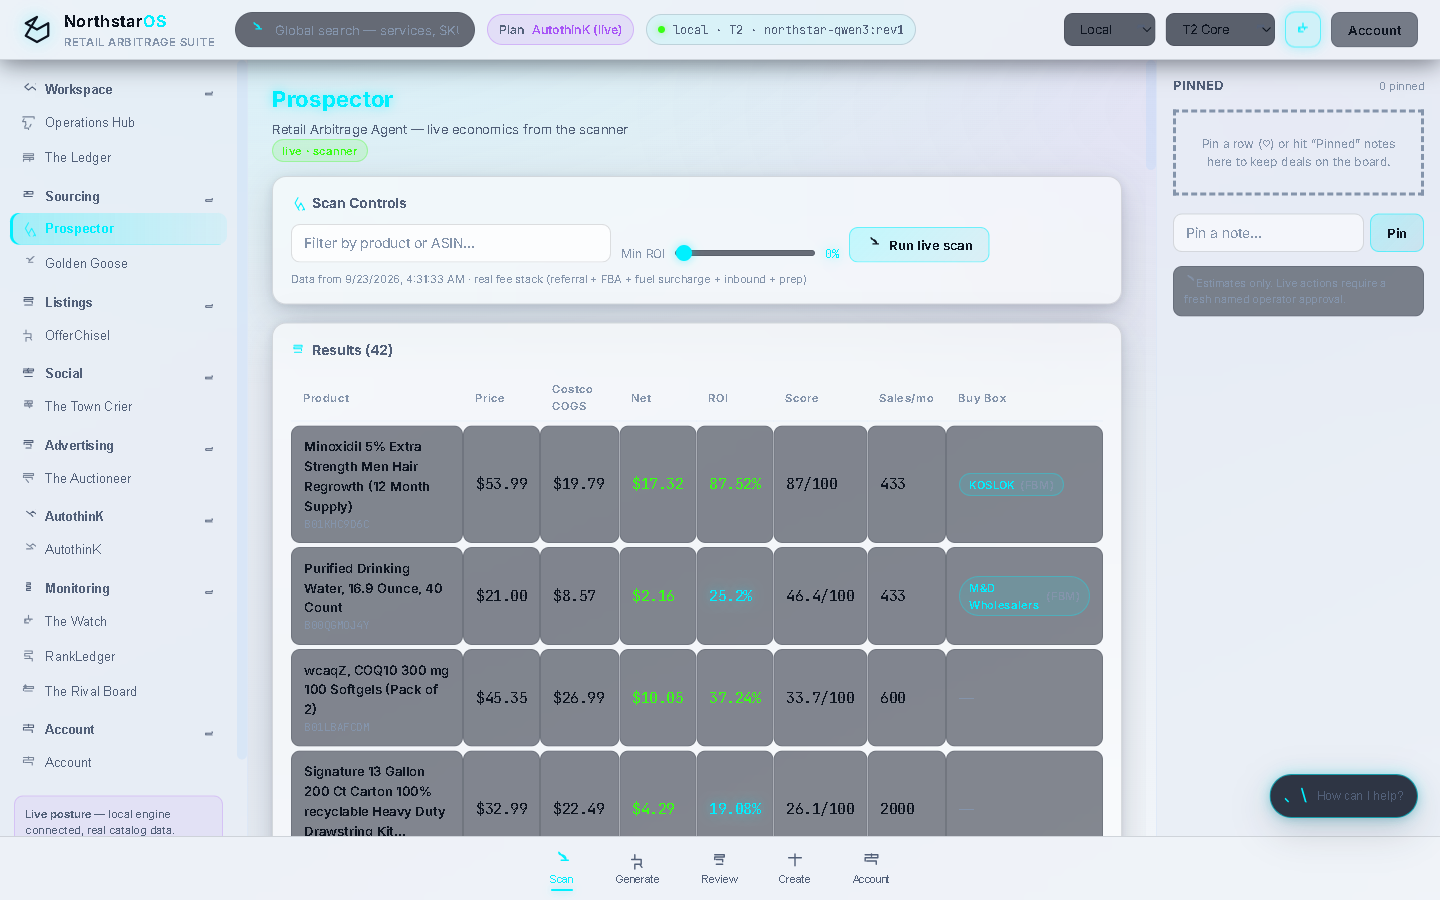 NorthstarOS
RETAIL ARBITRAGE SUITE
Global search — services, SK
Plan AutothinK (live)
local · T2 · northstar-qwen3:rev1
Local
T2 Core
Account
Workspace
Operations Hub
The Ledger
Sourcing
Prospector
Golden Goose
Listings
OfferChisel
Social
The Town Crier
Advertising
The Auctioneer
AutothinK
AutothinK
Monitoring
The Watch
RankLedger
The Rival Board
Account
Account
Live posture — local engine
connected, real catalog data.
Prospector
Retail Arbitrage Agent — live economics from the scanner
live · scanner
Scan Controls
Filter by product or ASIN...
Min ROI
0%
Run live scan
Data from 9/23/2026, 4:31:33 AM · real fee stack (referral + FBA + fuel surcharge + inbound + prep)
Results (42)
Product Price Costco COGS Net ROI Score Sales/mo Buy Box
Minoxidil 5% Extra
Strength Men Hair
Regrowth (12 Month
Supply)
$53.99 $19.79 $17.32 87.52% 87/100 433 KOSLOK (FBM)
Purified Drinking
Water, 16.9 Ounce, 40
Count
$21.00 $8.57 $2.16 25.2% 46.4/100 433 M&D Wholesalers (FBM)
wcaqZ, COQ10 300 mg
100 Softgels (Pack of
2)
B01LBAFCDM
$45.35 $26.99 $10.05 37.24% 33.7/100 600 —
Signature 13 Gallon
200 Ct Carton 100%
recyclable Heavy Duty
Drawstring Kit...
$32.99 $22.49 $4.29 19.08% 26.1/100 2000 —
PINNED
0 pinned
Pin a row (♡) or hit “Pinned” notes
here to keep deals on the board.
Pin a note...
Pin
Estimates only. Live actions require a
fresh named operator approval.
How can I help?
Scan
Generate
Review
Create
Account